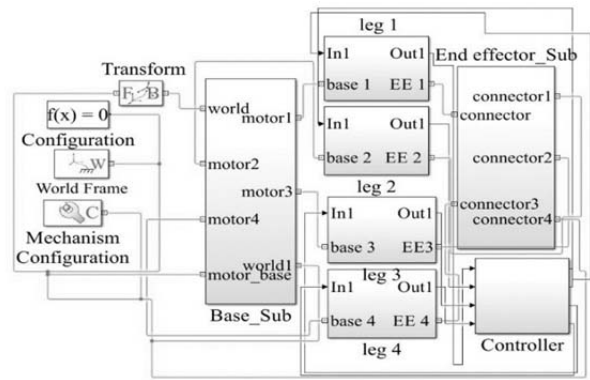 leg 1
In1
Out1
base 1
EE 1
End effector_Sub
Transform
F
B
f(x) = 0
Configuration
W
World Frame
C
Mechanism
Configuration
world
motor1
motor2
motor3
motor4
world1
motor_base
Base_Sub
In1
Out1
base 2
EE 2
leg 2
In1
Out1
base 3
EE3
leg 3
In1
Out1
base 4
EE 4
leg 4
connector1
connector
connector2
connector3
connector4
Controller